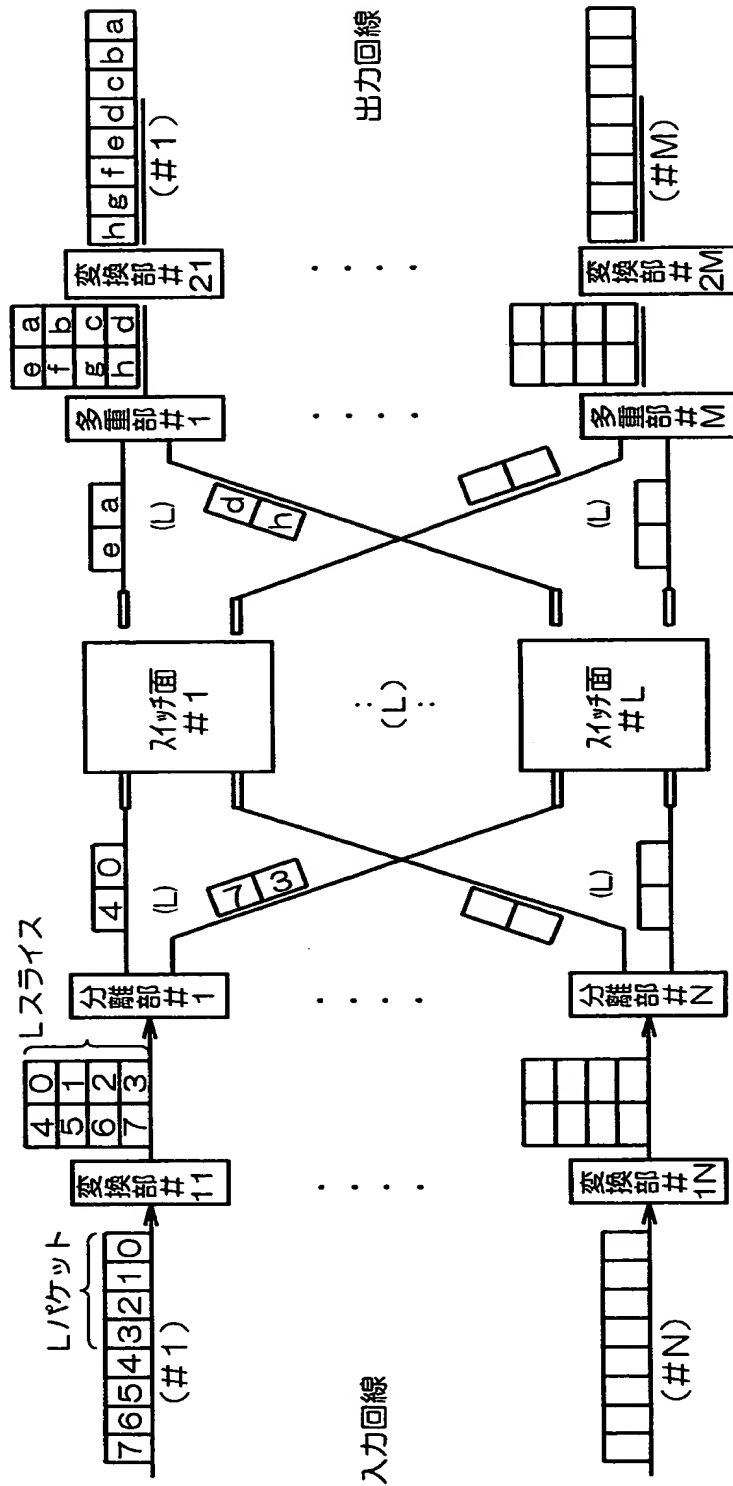 Lパケット
7 6 5 4 3 2 1 0
(#1)
入力回線
(#N)
変換部#11
・・・・
変換部#1N
Lスライス
4 0
5 1
6 2
7 3
分離部#1
・・・・
分離部#N
4 0
(L)
7 3
(L)
スイッチ面
#1
‥(L)‥
スイッチ面
#L
e a
(L)
d
h
(L)
多重部#1
・・・・
多重部#M
e a
f b
g c
h d
変換部#21
・・・・
変換部#2M
h g f e d c b a
(#1)
出力回線
(#M)